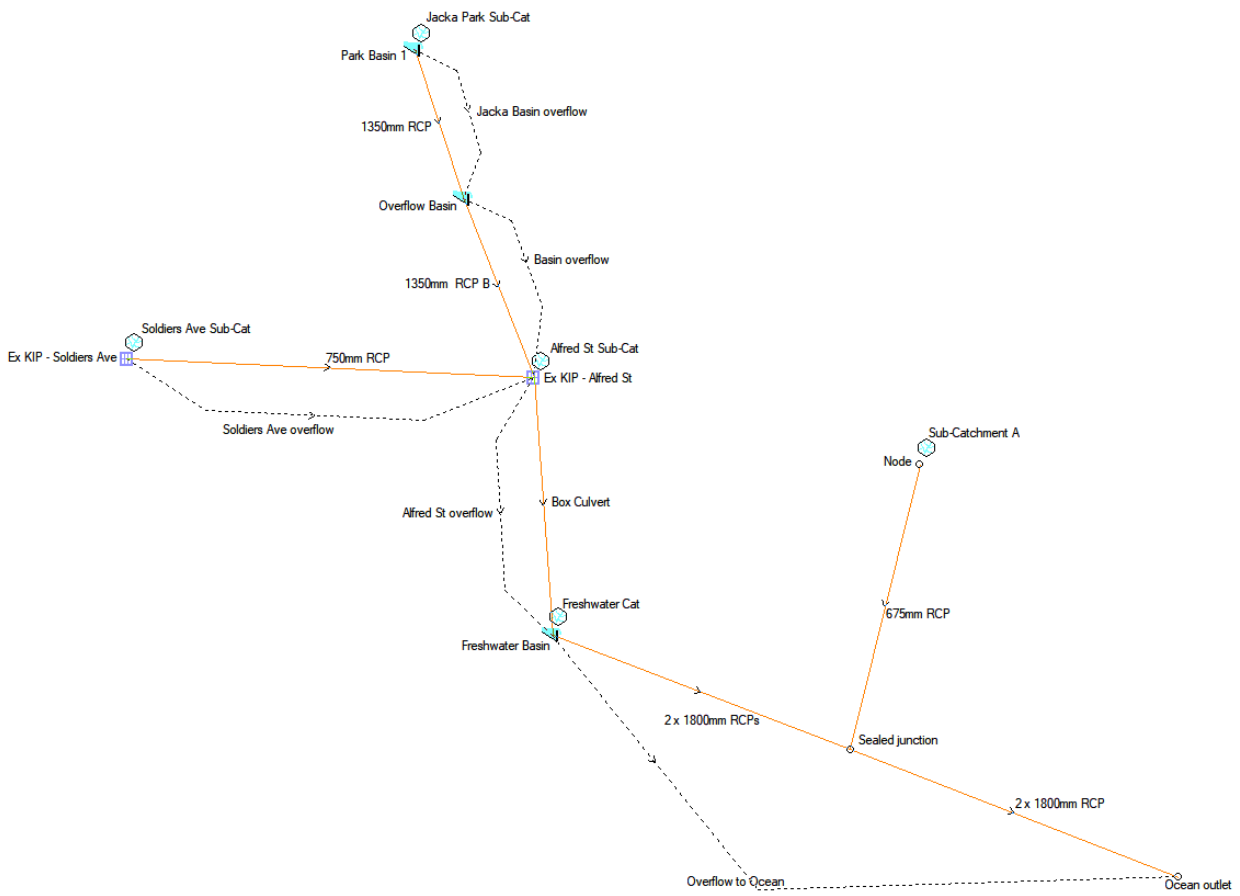 Jacka Park Sub-Cat
Park Basin 1
Jacka Basin overflow
1350mm RCP
Overflow Basin
Basin overflow
1350mm RCP B
Soldiers Ave Sub-Cat
Alfred St Sub-Cat
Ex KIP - Soldiers Ave
750mm RCP
Ex KIP - Alfred St
Soldiers Ave overflow
Sub-Catchment A
Node
Box Culvert
Alfred St overflow
Freshwater Cat
675mm RCP
Freshwater Basin
2 x 1800mm RCPs
Sealed junction
2 x 1800mm RCP
Overflow to Ocean
Ocean outlet